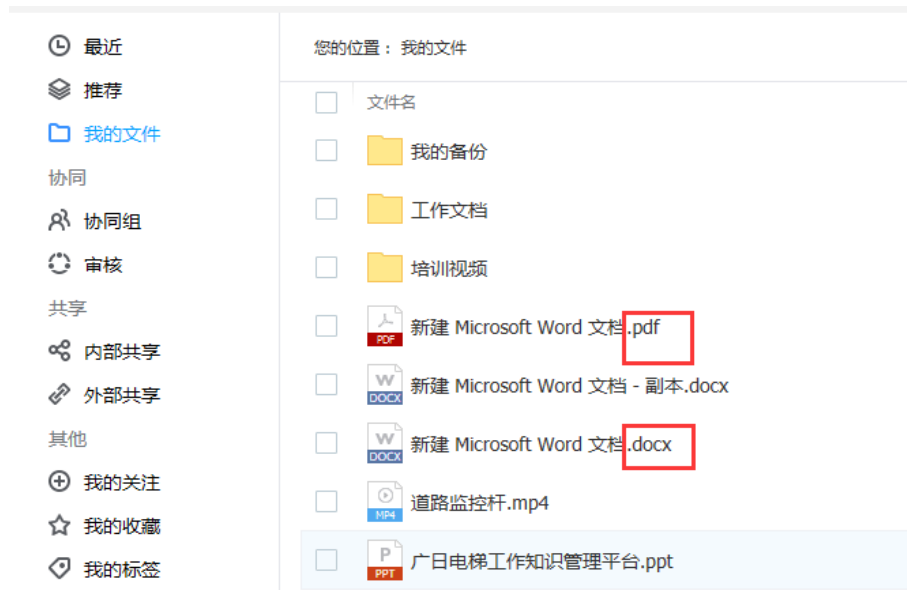 最近
推荐
我的文件
协同
协同组
审核
共享
内部共享
外部共享
其他
我的关注
我的收藏
我的标签
您的位置： 我的文件
文件名
我的备份
工作文档
培训视频
PDF 新建 Microsoft Word 文档.pdf
W DOCX 新建 Microsoft Word 文档 - 副本.docx
W DOCX 新建 Microsoft Word 文档.docx
MP4 道路监控杆.mp4
P PPT 广日电梯工作知识管理平台.ppt